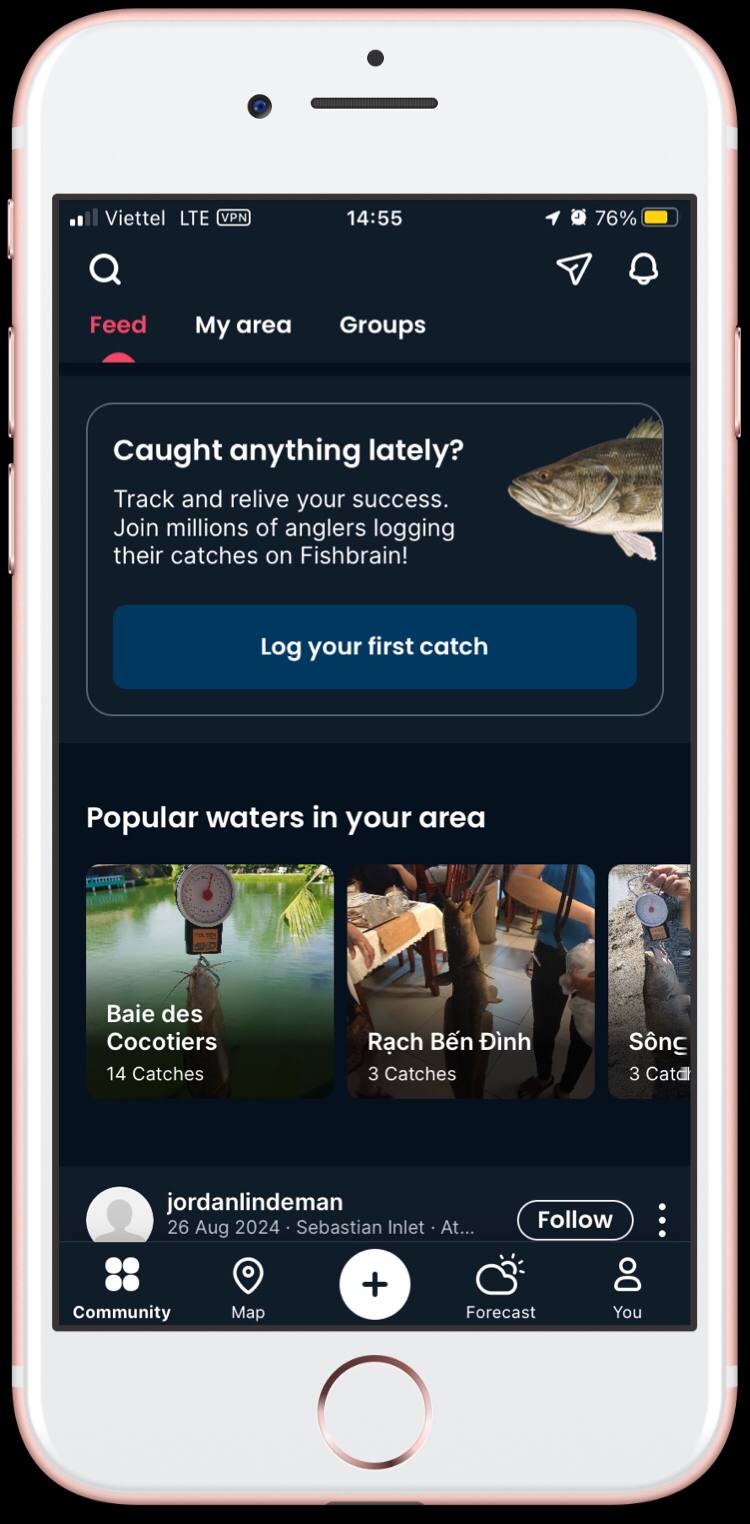 Viettel LTE VPN 14:55 76%
Feed My area Groups
Caught anything lately?
Track and relive your success.
Join millions of anglers logging
their catches on Fishbrain!
Log your first catch
Popular waters in your area
Baie des
Cocotiers
14 Catches
Rạch Bến Đình
3 Catches
Sông
3 Catch
jordanlindeman
26 Aug 2024 · Sebastian Inlet · At...
Follow
Community Map Forecast You